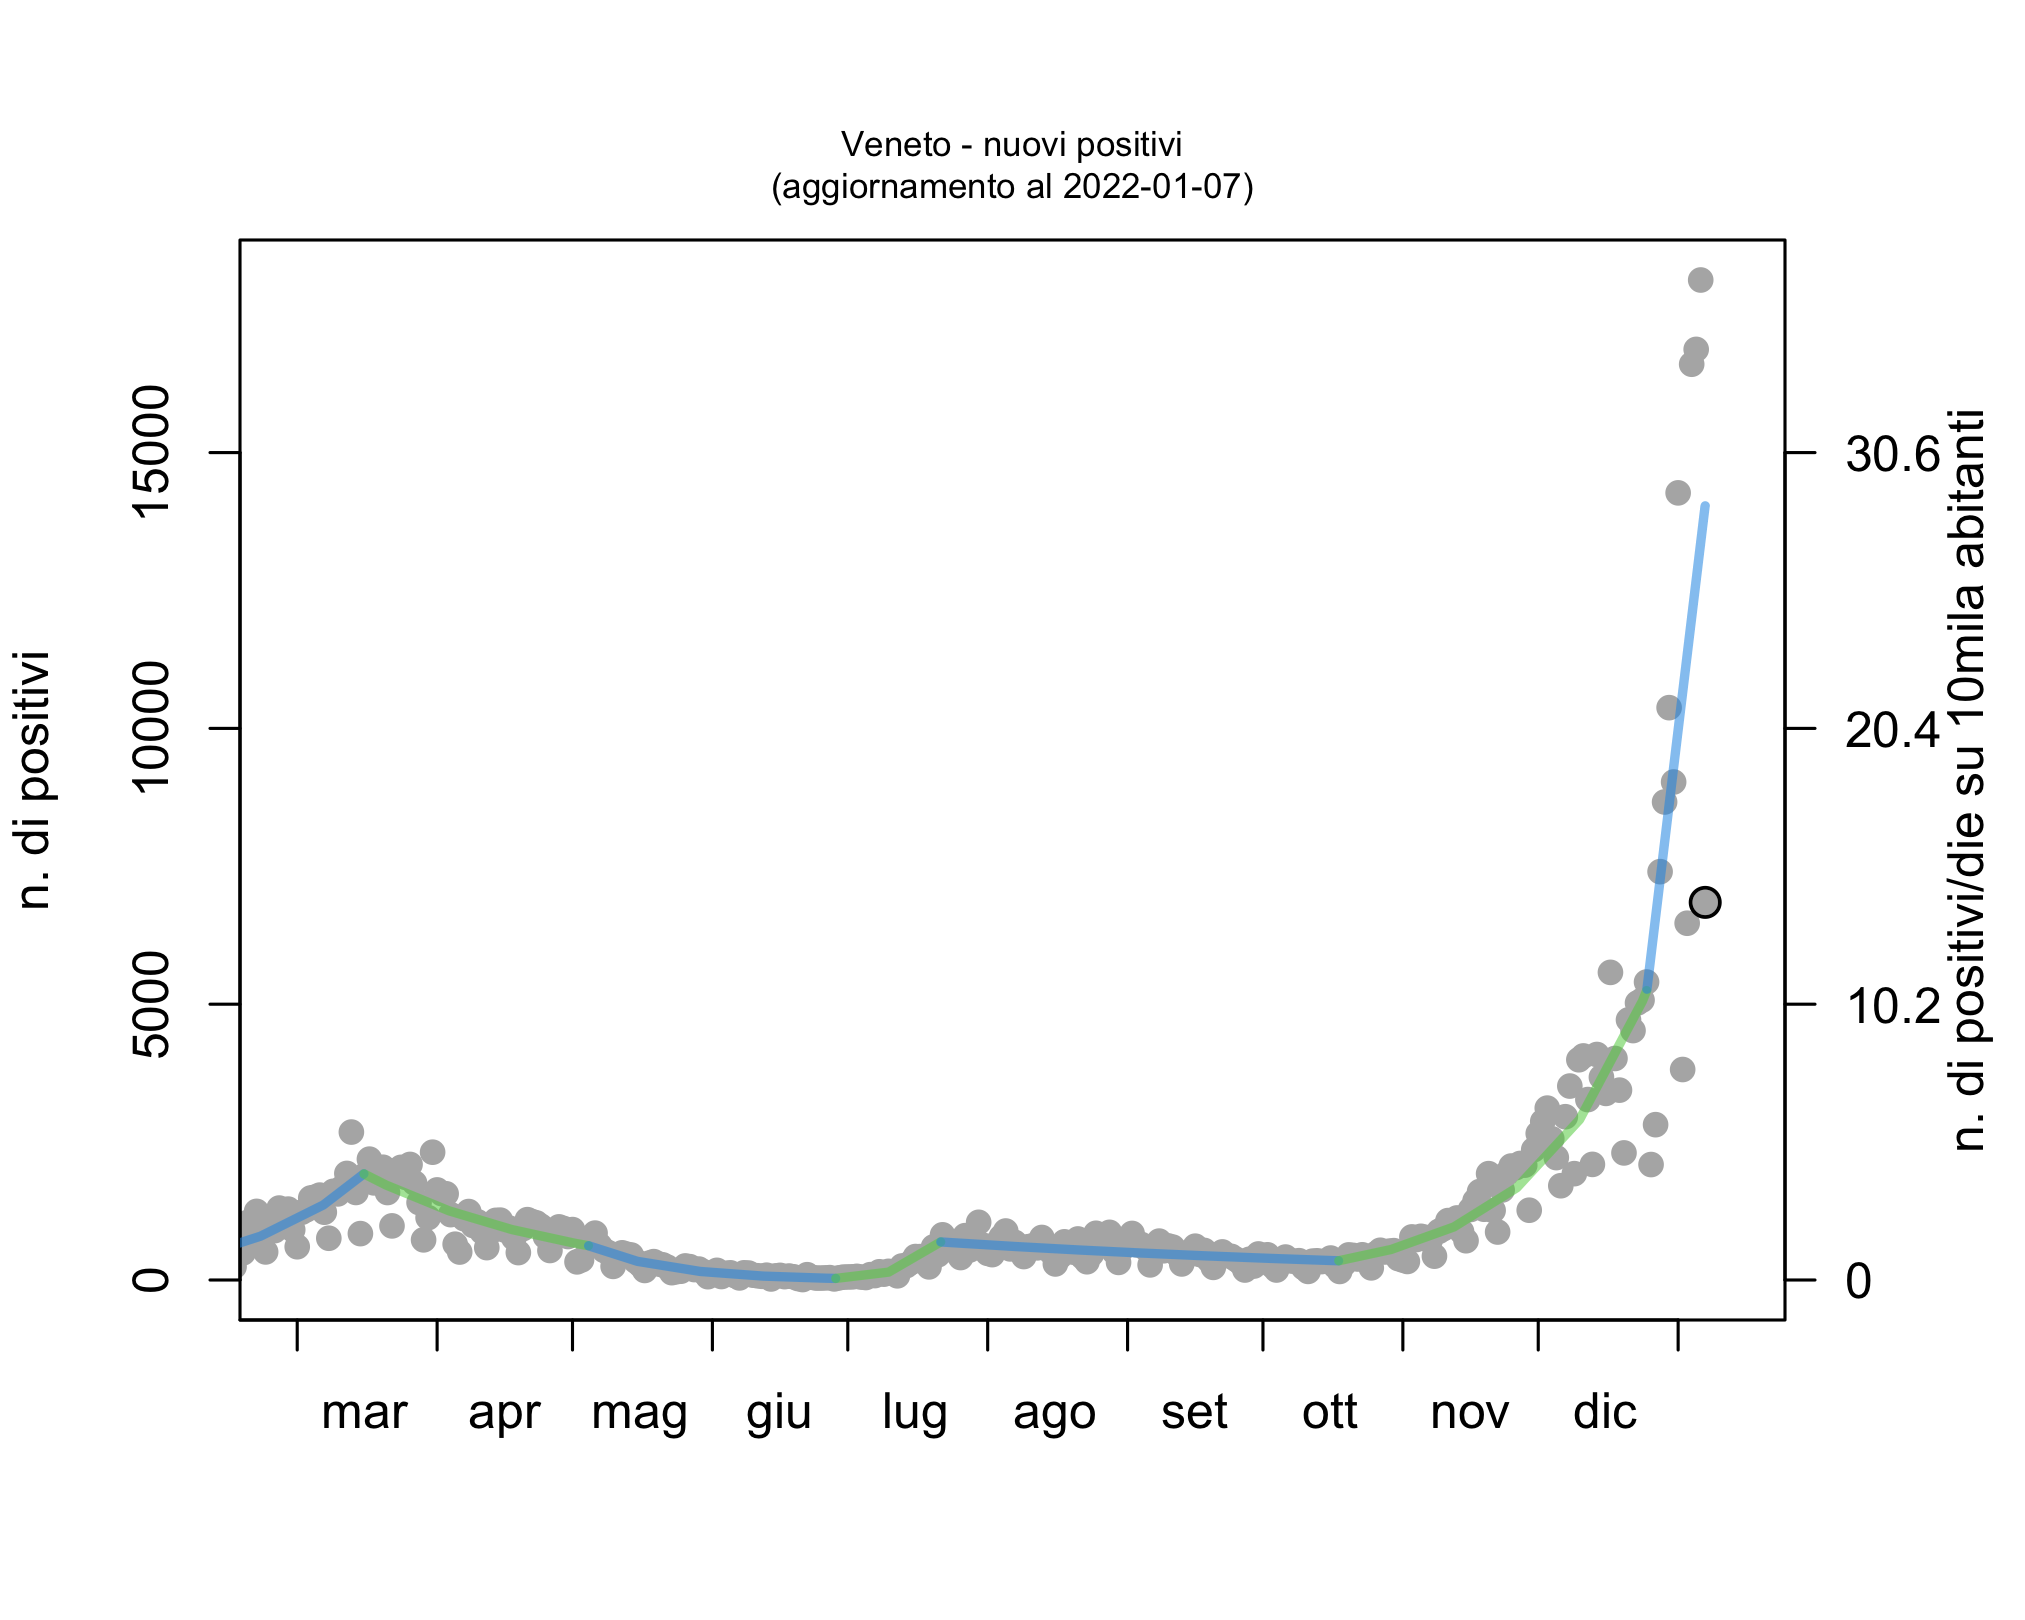 Veneto - nuovi positivi
(aggiornamento al 2022-01-07)
n. di positivi
15000
10000
5000
0
30.6
20.4
10.2
0
n. di positivi/die su 10mila abitanti
mar apr mag giu lug ago set ott nov dic